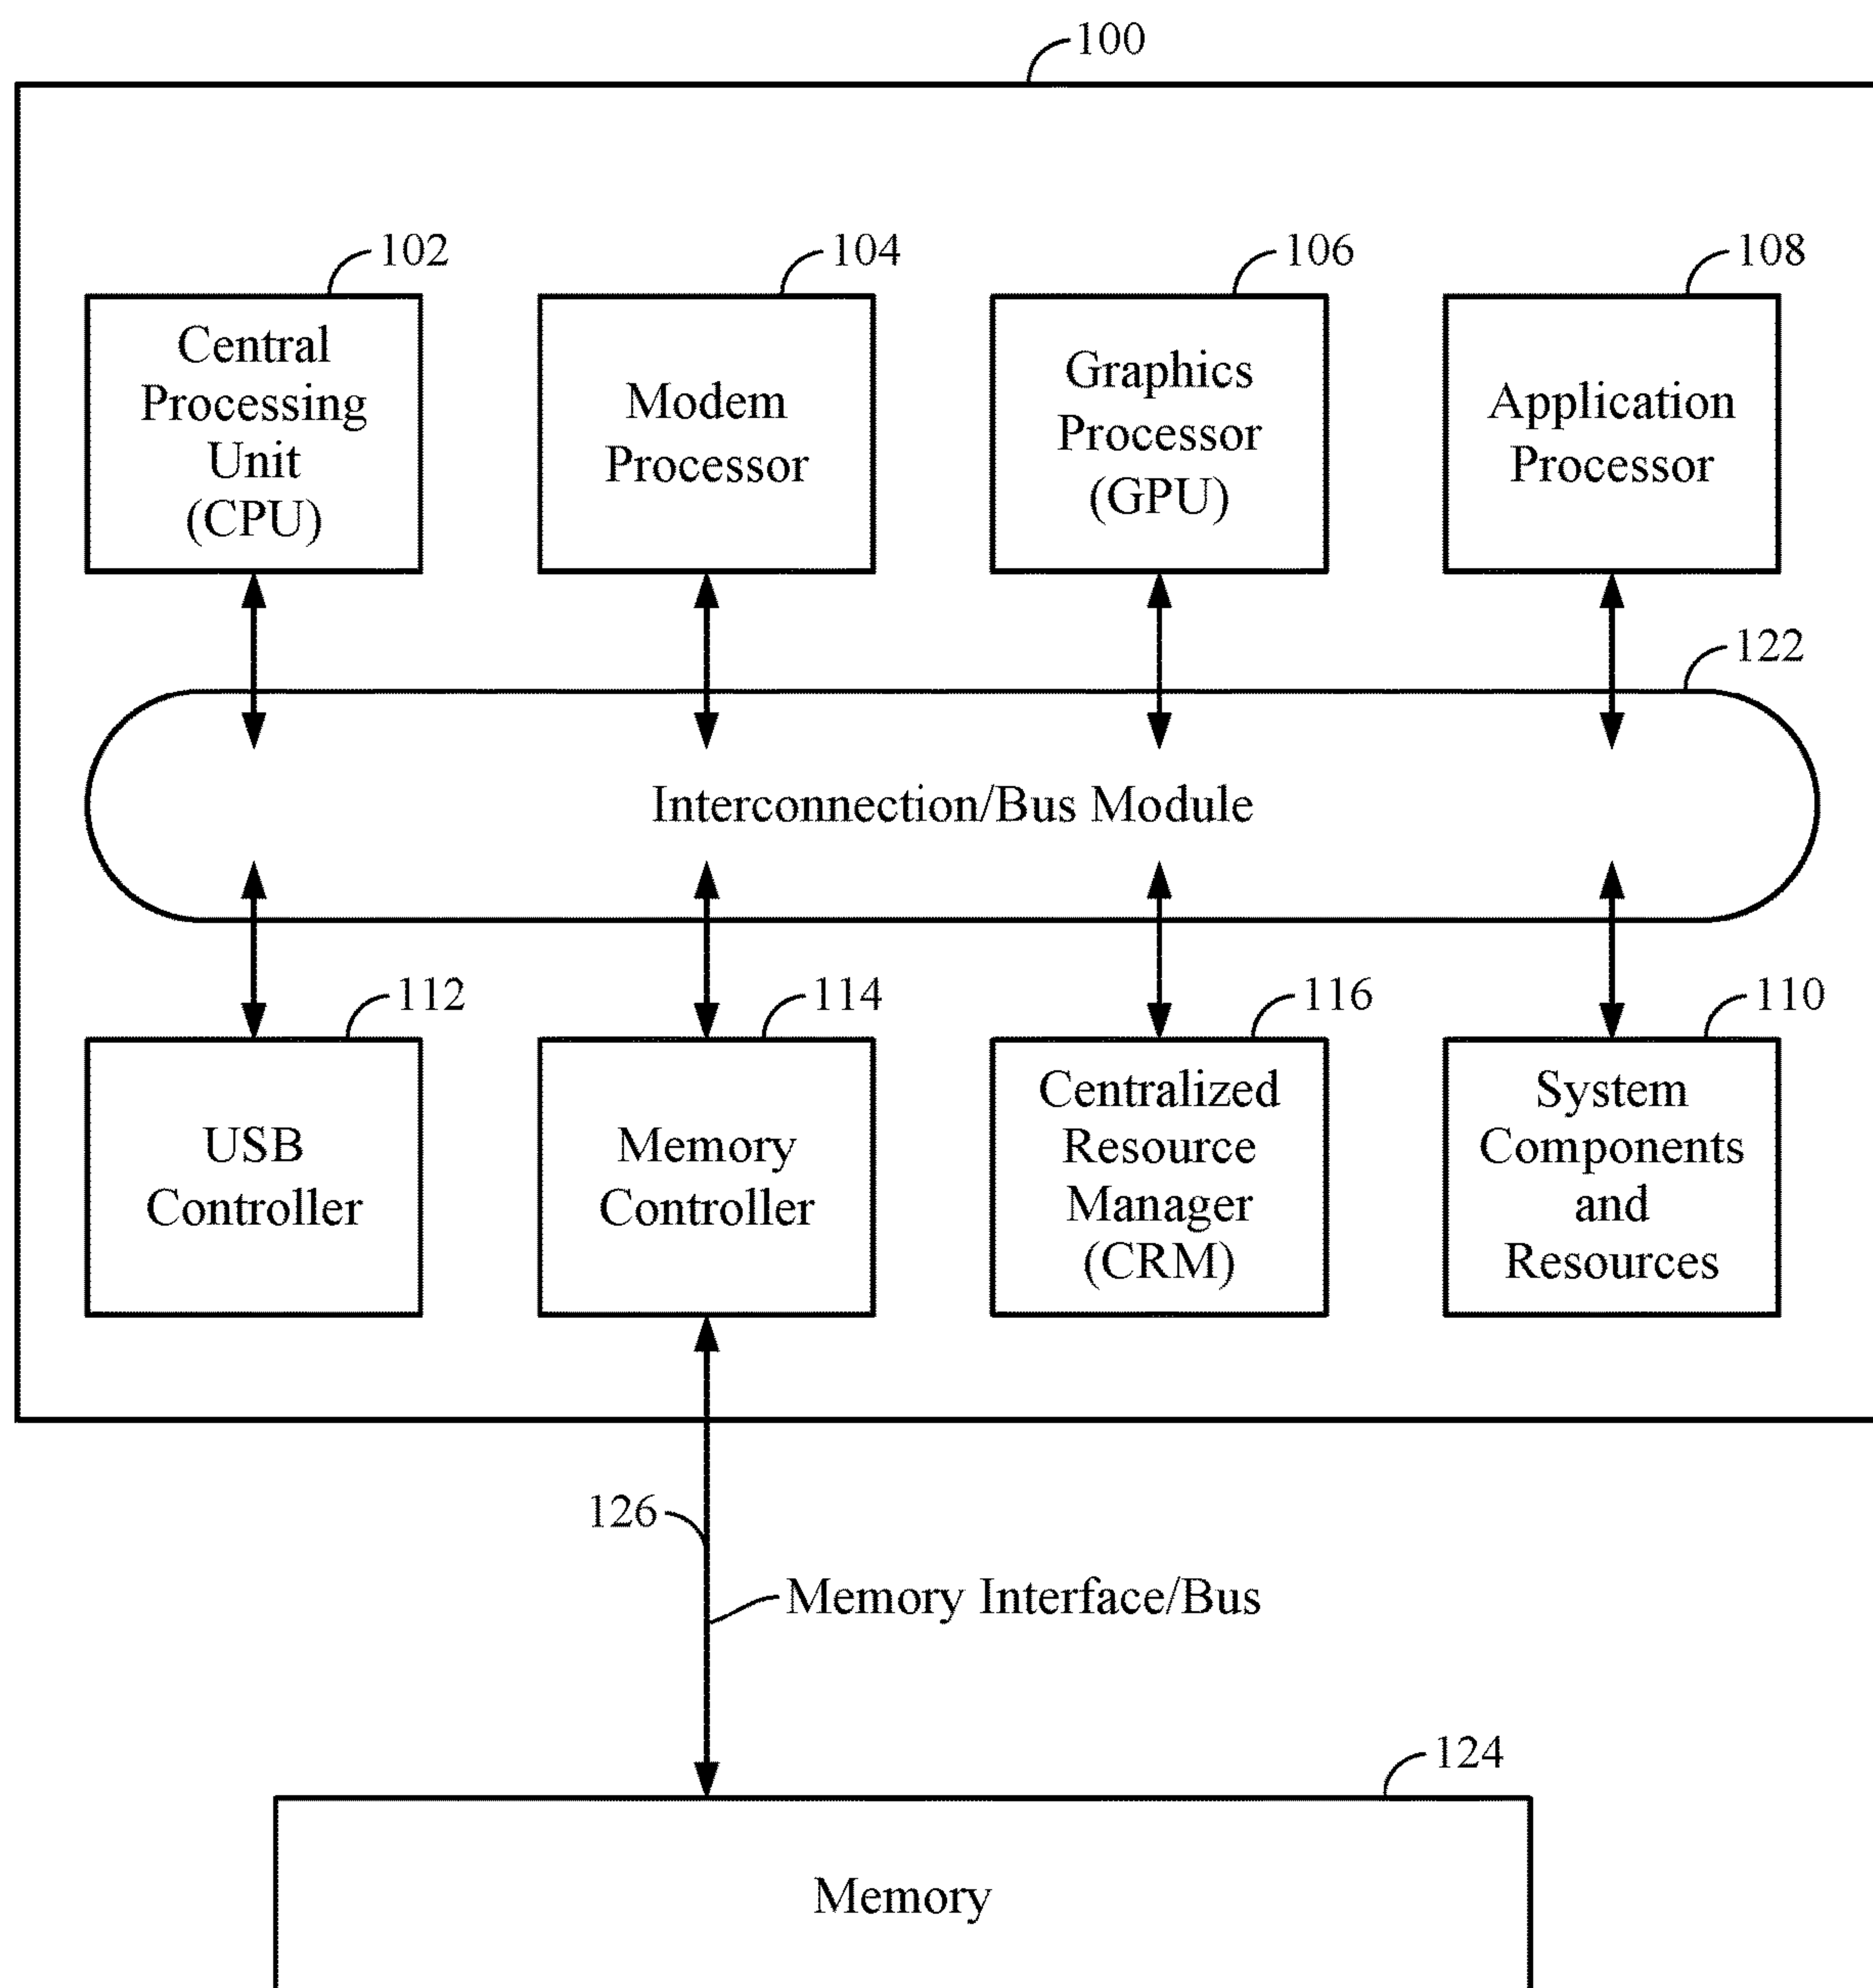 100
102
104
106
108
Central
Processing
Unit
(CPU)
Modem
Processor
Graphics
Processor
(GPU)
Application
Processor
122
Interconnection/Bus Module
112
114
116
110
USB
Controller
Memory
Controller
Centralized
Resource
Manager
(CRM)
System
Components
and
Resources
126
Memory Interface/Bus
124
Memory